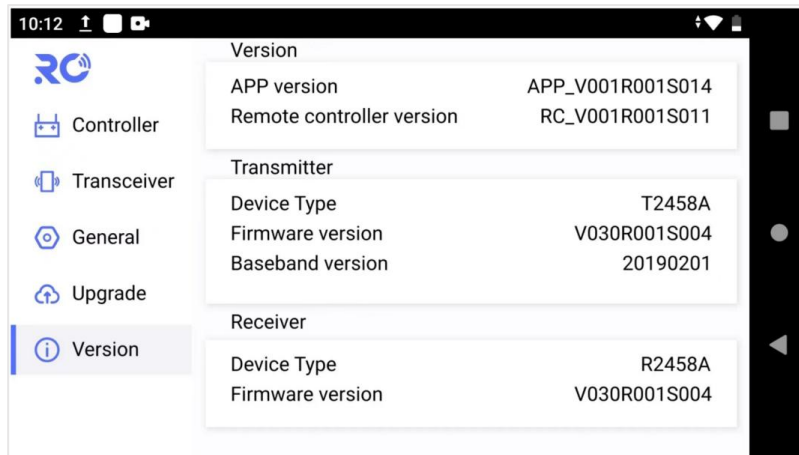 10:12
RC
Controller
Transceiver
General
Upgrade
Version
Version
APP version APP_V001R001S014
Remote controller version RC_V001R001S011
Transmitter
Device Type T2458A
Firmware version V030R001S004
Baseband version 20190201
Receiver
Device Type R2458A
Firmware version V030R001S004